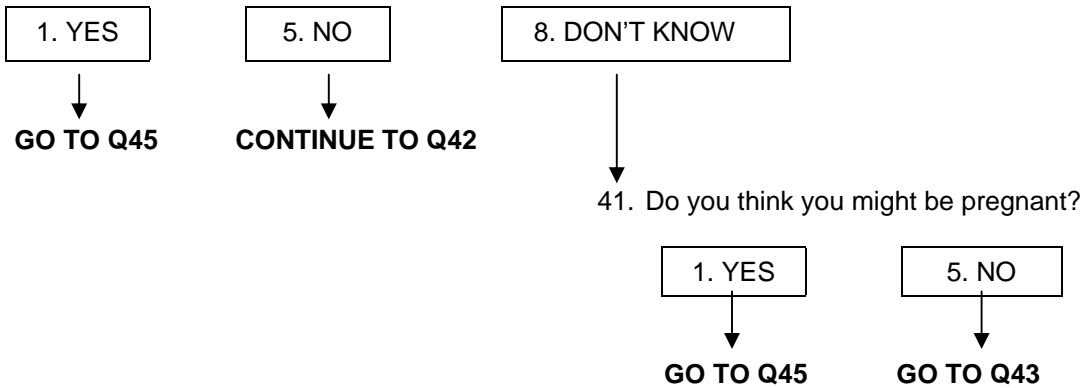 1. YES 5. NO 8. DON'T KNOW
GO TO Q45 CONTINUE TO Q42
41. Do you think you might be pregnant?
1. YES 5. NO
GO TO Q45 GO TO Q43